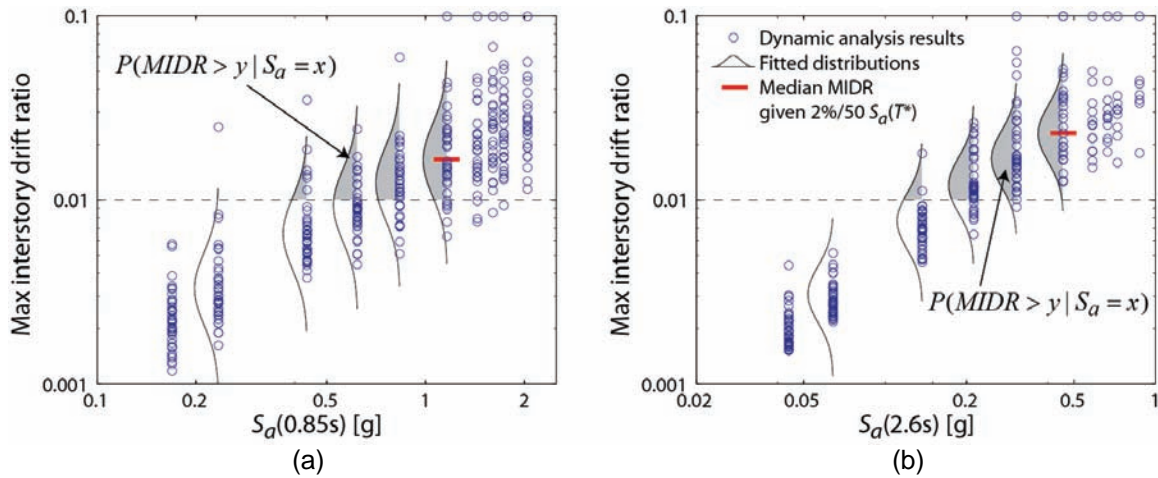 0.1
P(MIDR > y | Sa = x)
Max interstory drift ratio
0.01
0.001
0.1
0.2
0.5
1
2
Sa(0.85s) [g]
(a)
0.1
Dynamic analysis results
Fitted distributions
Median MIDR
given 2%/50 Sa(T*)
Max interstory drift ratio
0.01
P(MIDR > y | Sa = x)
0.001
0.02
0.05
0.1
0.2
0.5
1
Sa(2.6s) [g]
(b)